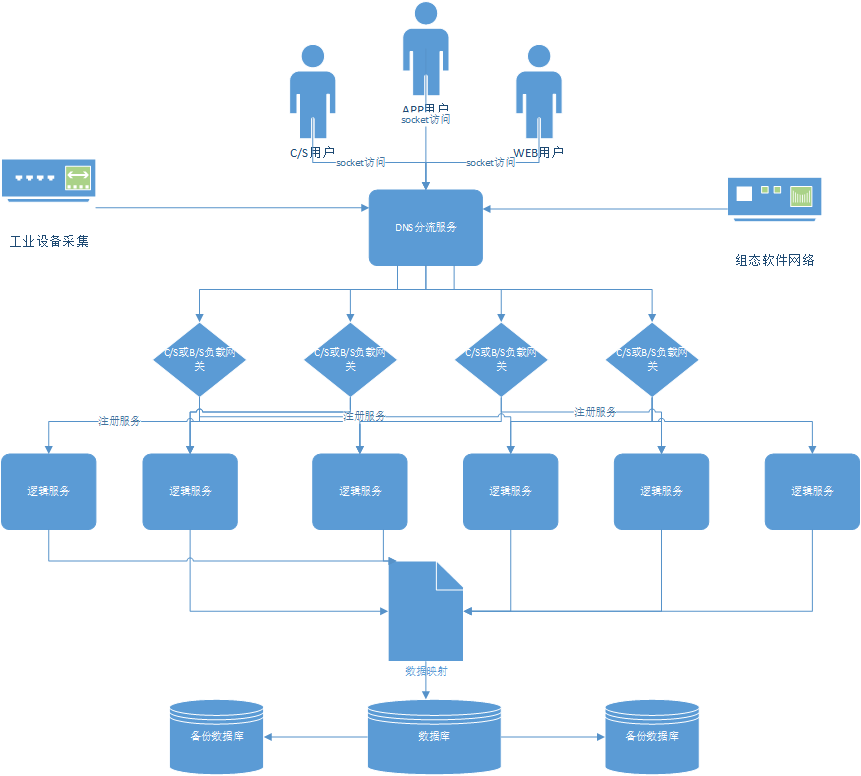 APP用户
socket访问
C/S用户
WEB用户
socket访问
socket访问
DNS分流服务
工业设备采集
组态软件网络
C/S或B/S负载网
关
C/S或B/S负载网
关
C/S或B/S负载网
关
C/S或B/S负载网
关
注册服务
注册服务
注册服务
逻辑服务
逻辑服务
逻辑服务
逻辑服务
逻辑服务
逻辑服务
数据映射
备份数据库
数据库
备份数据库